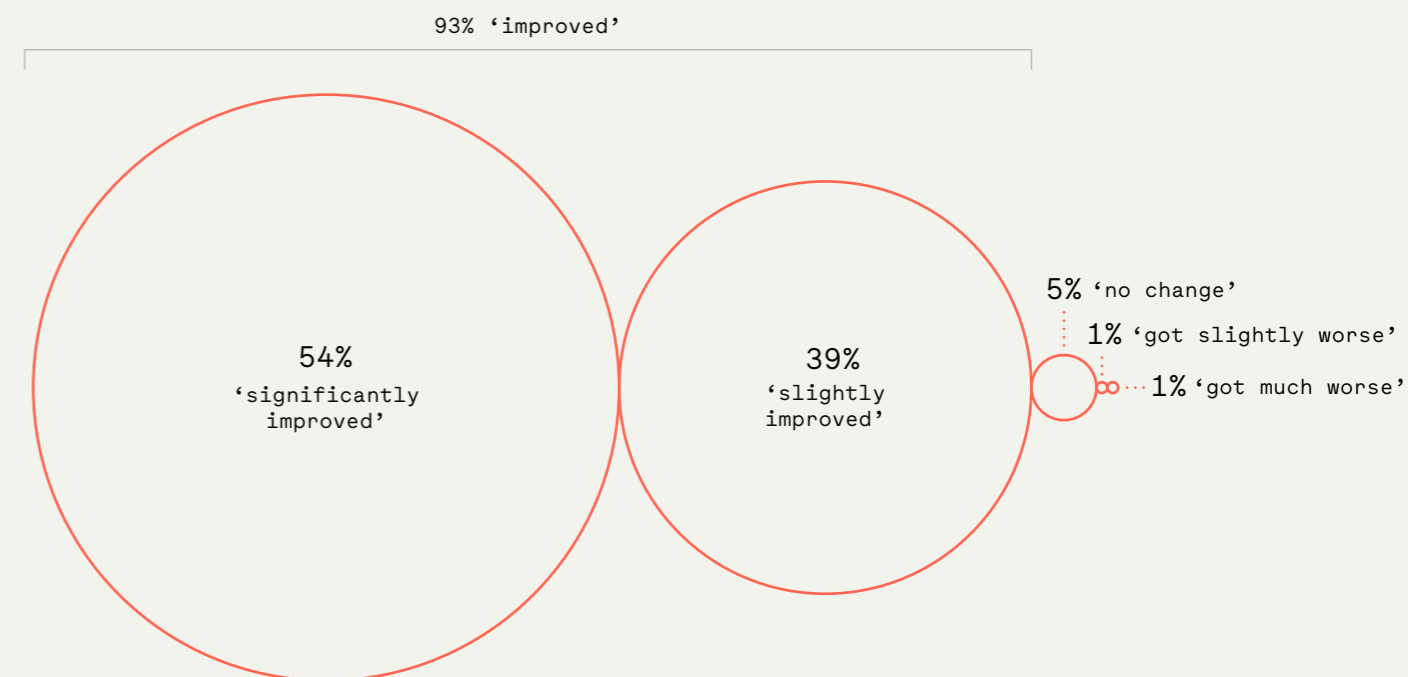 93% ‘improved’
54%
‘significantly
improved’
39%
‘slightly
improved’
5% ‘no change’
1% ‘got slightly worse’
1% ‘got much worse’